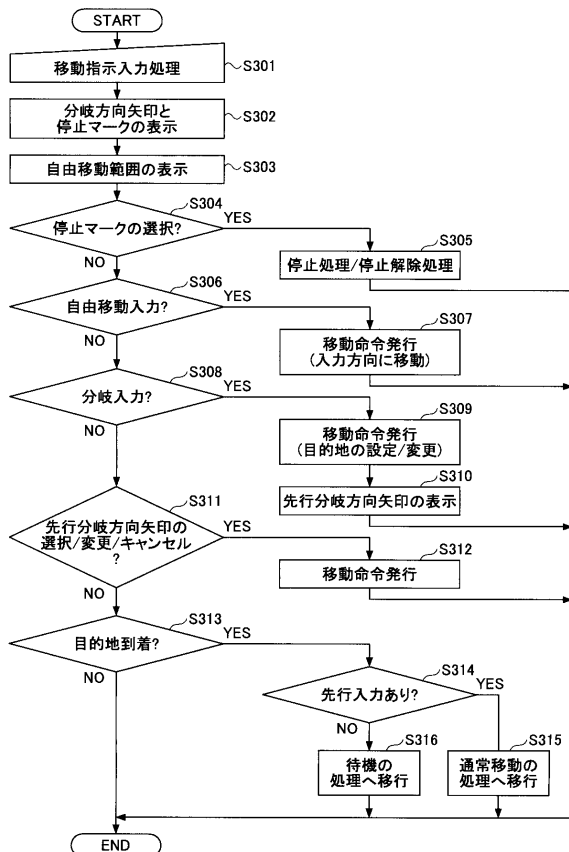 START
移動指示入力処理
S301
分岐方向矢印と
停止マークの表示
S302
自由移動範囲の表示
S303
停止マークの選択?
S304
YES
NO
停止処理/停止解除処理
S305
自由移動入力?
S306
YES
NO
移動命令発行
(入力方向に移動)
S307
分岐入力?
S308
YES
NO
移動命令発行
(目的地の設定/変更)
S309
先行分岐方向矢印の表示
S310
先行分岐方向矢印の
選択/変更/キャンセル
?
S311
YES
NO
移動命令発行
S312
目的地到着?
S313
YES
NO
先行入力あり?
S314
YES
NO
待機の
処理へ移行
S316
通常移動の
処理へ移行
S315
END